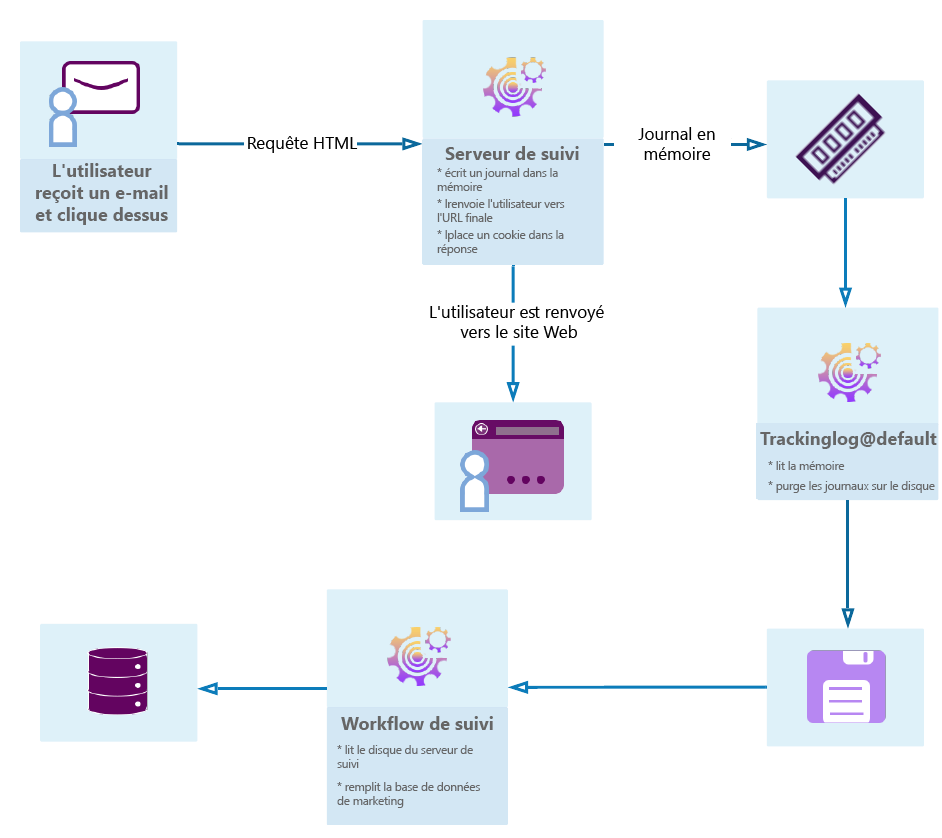 L'utilisateur
reçoit un e-mail
et clique dessus
Requête HTML
Serveur de suivi
* écrit un journal dans la
mémoire
* lrenvoie l'utilisateur vers
l'URL finale
* lplace un cookie dans la
réponse
Journal en
mémoire
L'utilisateur est renvoyé
vers le site Web
Trackinglog@default
* lit la mémoire
* purge les journaux sur le disque
Workflow de suivi
* lit le disque du serveur de
suivi
* remplit la base de données
de marketing